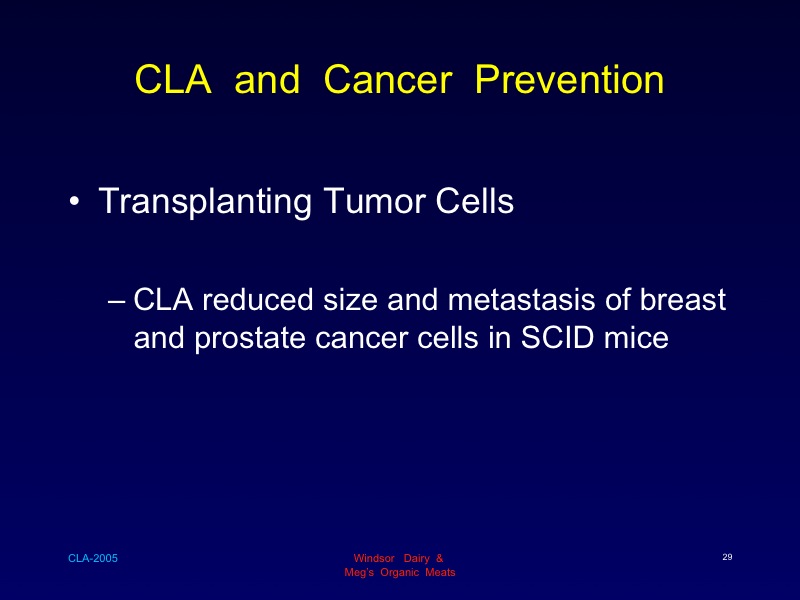 CLA and Cancer Prevention
• Transplanting Tumor Cells
– CLA reduced size and metastasis of breast
and prostate cancer cells in SCID mice
CLA-2005
Windsor Dairy &
Meg's Organic Meats
29